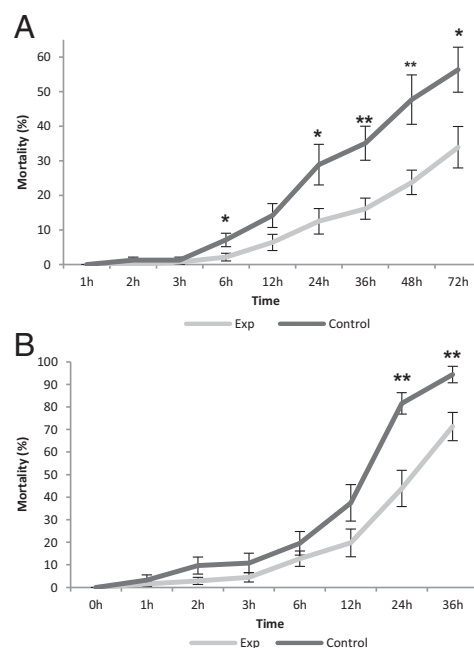 A
60
50
40
30
20
10
0
Mortality (%)
* * ** ** *
1h 2h 3h 6h 12h 24h 36h 48h 72h
Time
Exp Control
B
100
90
80
70
60
50
40
30
20
10
0
Mortality (%)
** **
0h 1h 2h 3h 6h 12h 24h 36h
Time
Exp Control